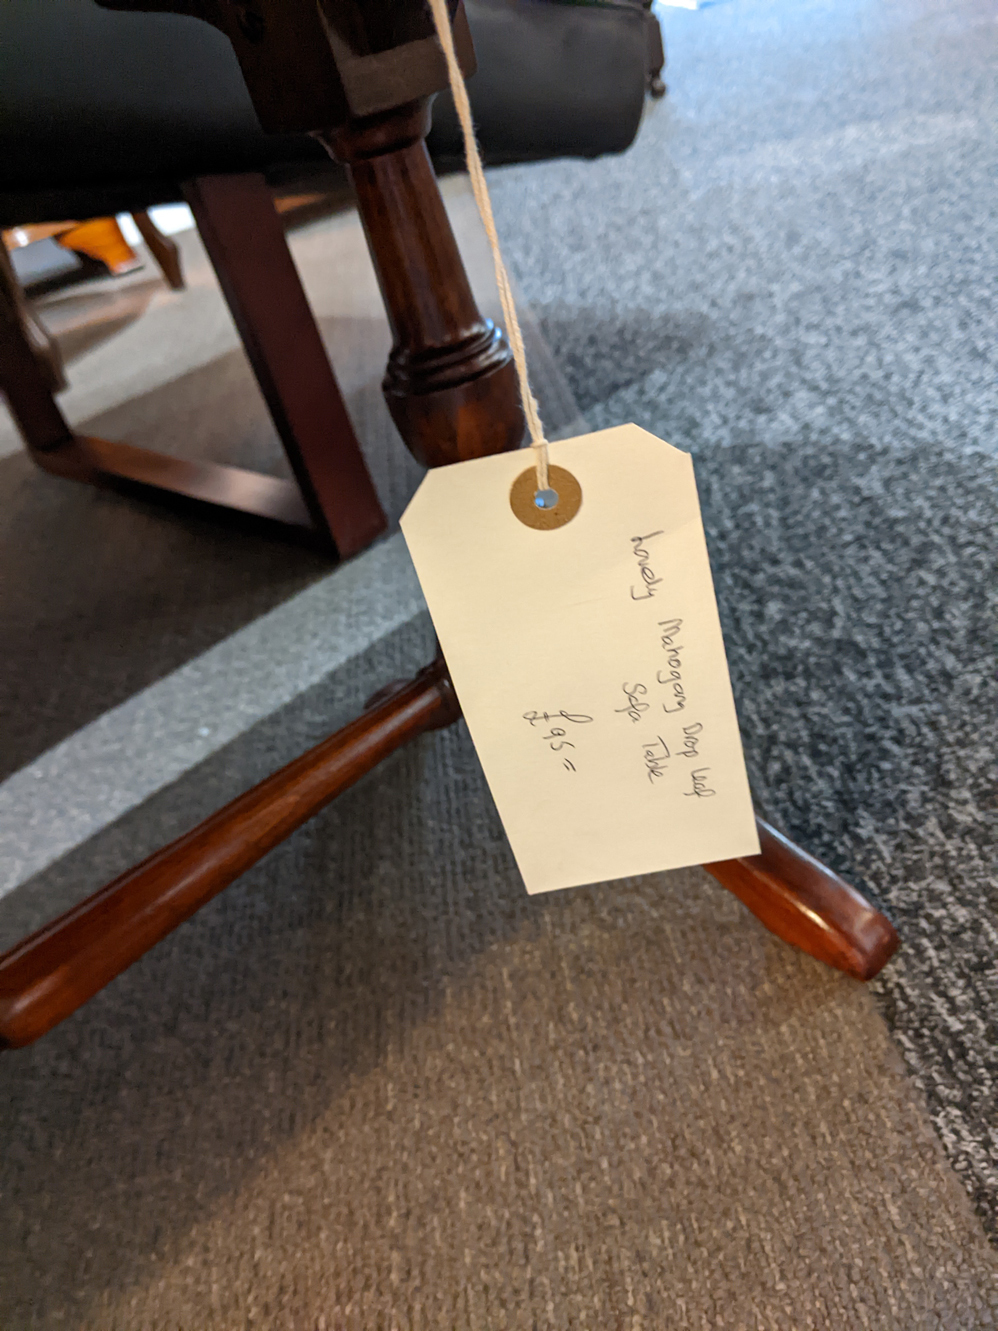 Lovely Mahogany Drop Leaf
Sofa Table
£95=